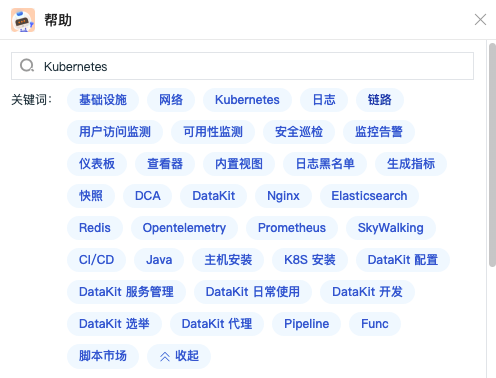 帮助
Kubernetes
关键词: 基础设施 网络 Kubernetes 日志 链路
用户访问监测 可用性监测 安全巡检 监控告警
仪表板 查看器 内置视图 日志黑名单 生成指标
快照 DCA DataKit Nginx Elasticsearch
Redis Opentelemetry Prometheus SkyWalking
CI/CD Java 主机安装 K8S 安装 DataKit 配置
DataKit 服务管理 DataKit 日常使用 DataKit 开发
DataKit 选举 DataKit 代理 Pipeline Func
脚本市场 收起